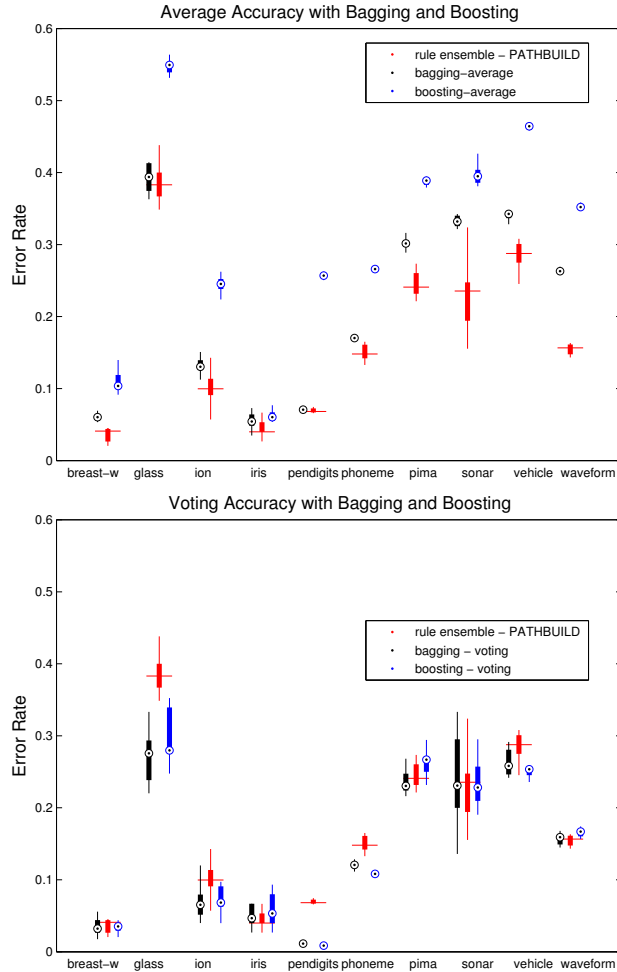 Average Accuracy with Bagging and Boosting
0.6
rule ensemble – PATHBUILD
bagging–average
boosting–average
0.5
0.4
0.3
0.2
0.1
0
Error Rate
breast–w glass ion iris pendigits phoneme pima sonar vehicle waveform
Voting Accuracy with Bagging and Boosting
0.6
0.5
rule ensemble – PATHBUILD
bagging – voting
boosting – voting
0.4
0.3
0.2
0.1
0
Error Rate
breast–w glass ion iris pendigits phoneme pima sonar vehicle waveform